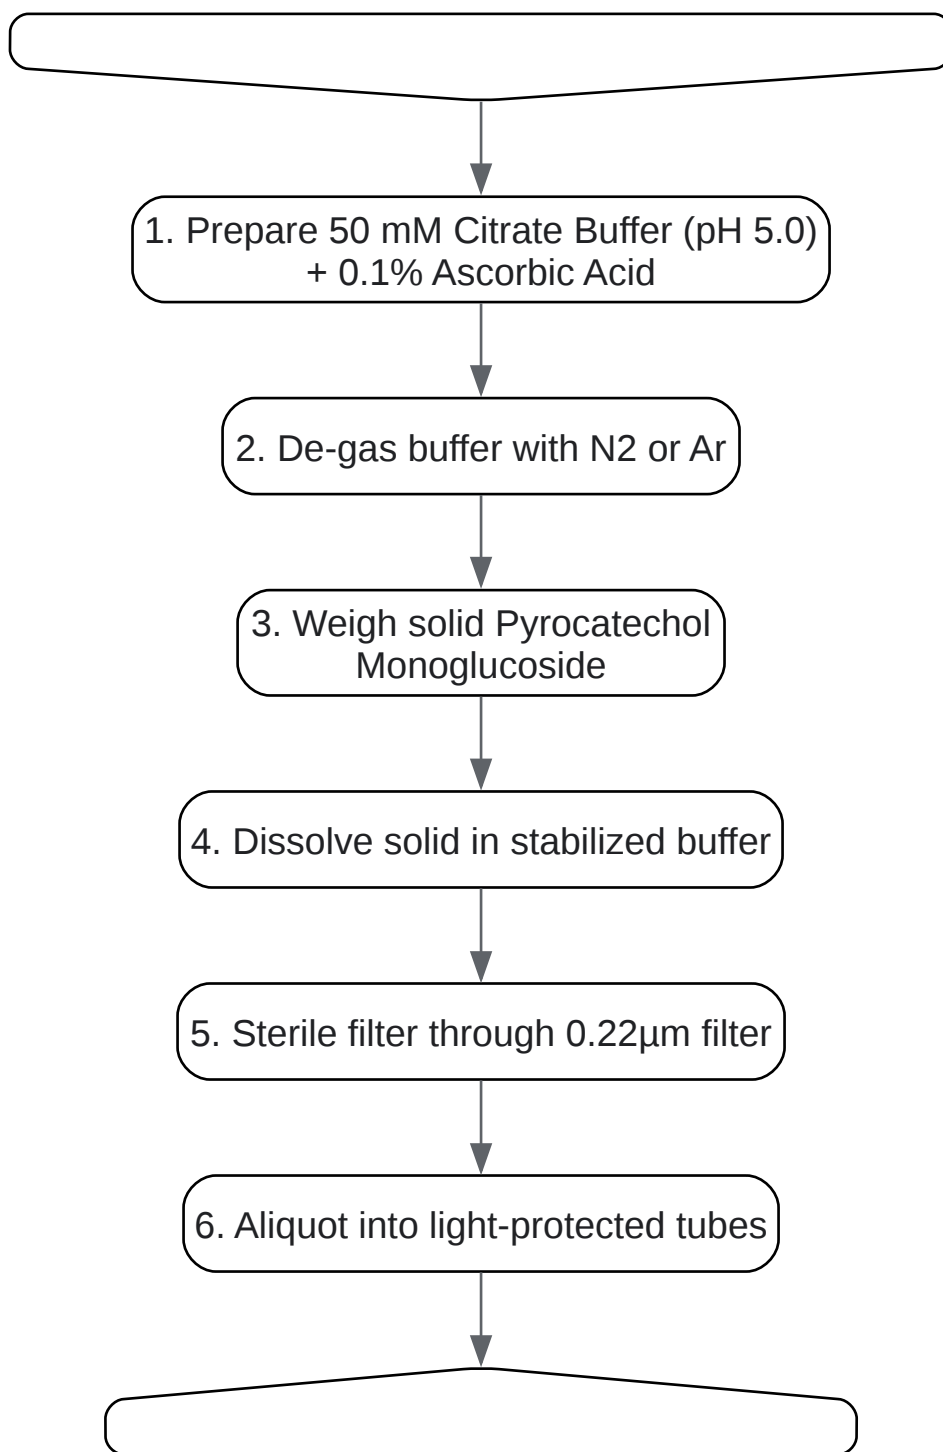 1. Prepare 50 mM Citrate Buffer (pH 5.0)
+ 0.1% Ascorbic Acid
2. De-gas buffer with N2 or Ar
3. Weigh solid Pyrocatechol
Monoglucoside
4. Dissolve solid in stabilized buffer
5. Sterile filter through 0.22µm filter
6. Aliquot into light-protected tubes